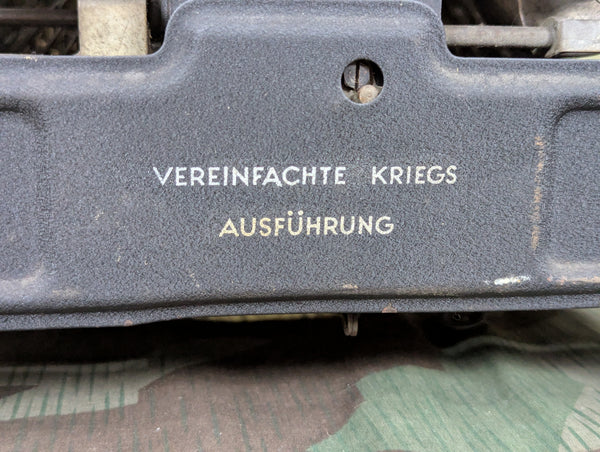 VEREINFACHTE KRIEGS
AUSFÜHRUNG